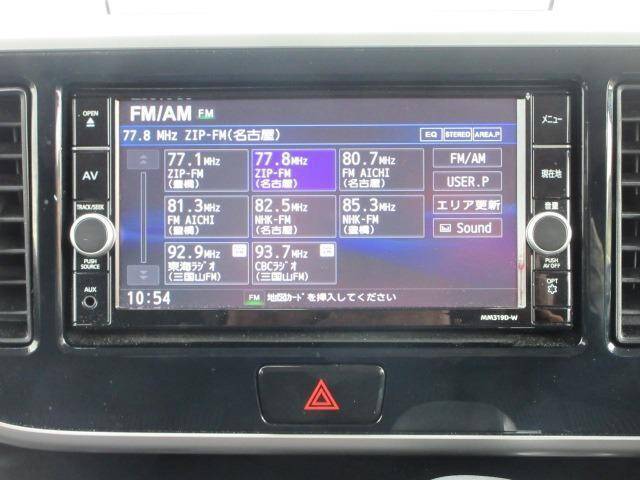 OPEN
FM/AM FM
メニュー
77.8 MHz ZIP-FM(名古屋)
EQ STEREO AREA.P
AV
77.1MHz
ZIP-FM
(豊橋)
77.8MHz
ZIP-FM
(名古屋)
80.7MHz
FM AICHI
(名古屋)
FM/AM
USER.P
現在地
81.3MHz
FM AICHI
(豊橋)
82.5MHz
NHK-FM
(名古屋)
85.3MHz
NHK-FM
(豊橋)
エリア更新
Sound
TRACK/SEEK
音量
PUSH
SOURCE
PUSH
AV OFF
92.9MHz
東海ラジオ
(三国山FM)
93.7MHz
CBCラジオ
(三国山FM)
AUX
OPT
10:54
FM 地図カードを挿入してください
MM319D-W